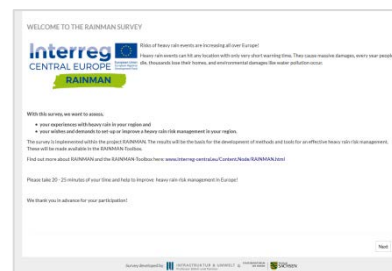 WELCOME TO THE RAINMAN SURVEY
Interreg
CENTRAL EUROPE
RAINMAN
Risks of heavy rain events are increasing all over Europe!
Heavy rain events can hit any location with only very short warning time. They cause massive damages, every year people
die, thousands lose their homes, and environmental damages like water pollution occur.
With this survey, we want to assess,
• your experiences with heavy rain in your region and
• your wishes and demands to set-up or improve a heavy rain risk management in your region.
The survey is implemented within the project RAINMAN. The results will be the basis for the development of methods and tools for an effective heavy rain risk management.
These will be made available in the RAINMAN-Toolbox.
Find out more about RAINMAN and the RAINMAN-Toolbox here: www.interreg-central.eu/Content.Node/RAINMAN.html
Please take 20 - 25 minutes of your time and help to improve heavy rain risk management in Europe!
We thank you in advance for your participation!
Next
Survey developed by INFRASTRUKTUR & UMWELT & SACHSEN